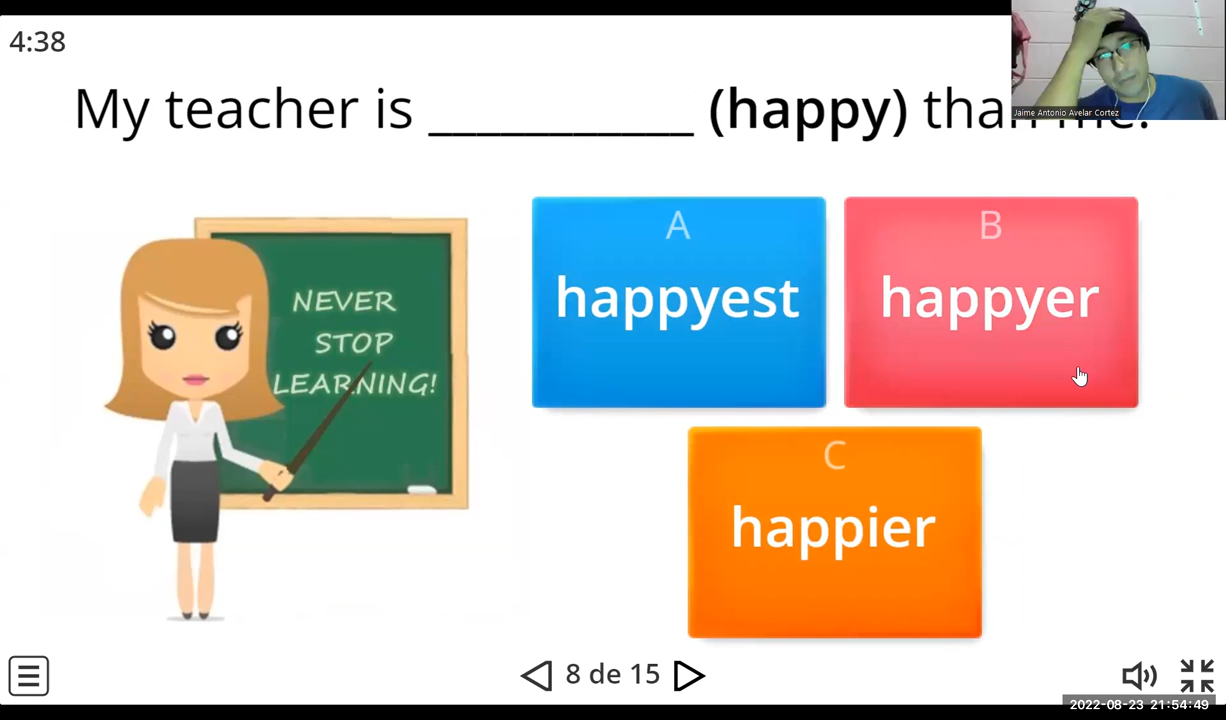 4:38
My teacher is ___________ (happy) than me.
Jaime Antonio Avelar Cortez
NEVER
STOP
LEARNING!
A
happyest
B
happyer
C
happier
8 de 15
2022-08-23 21:54:49